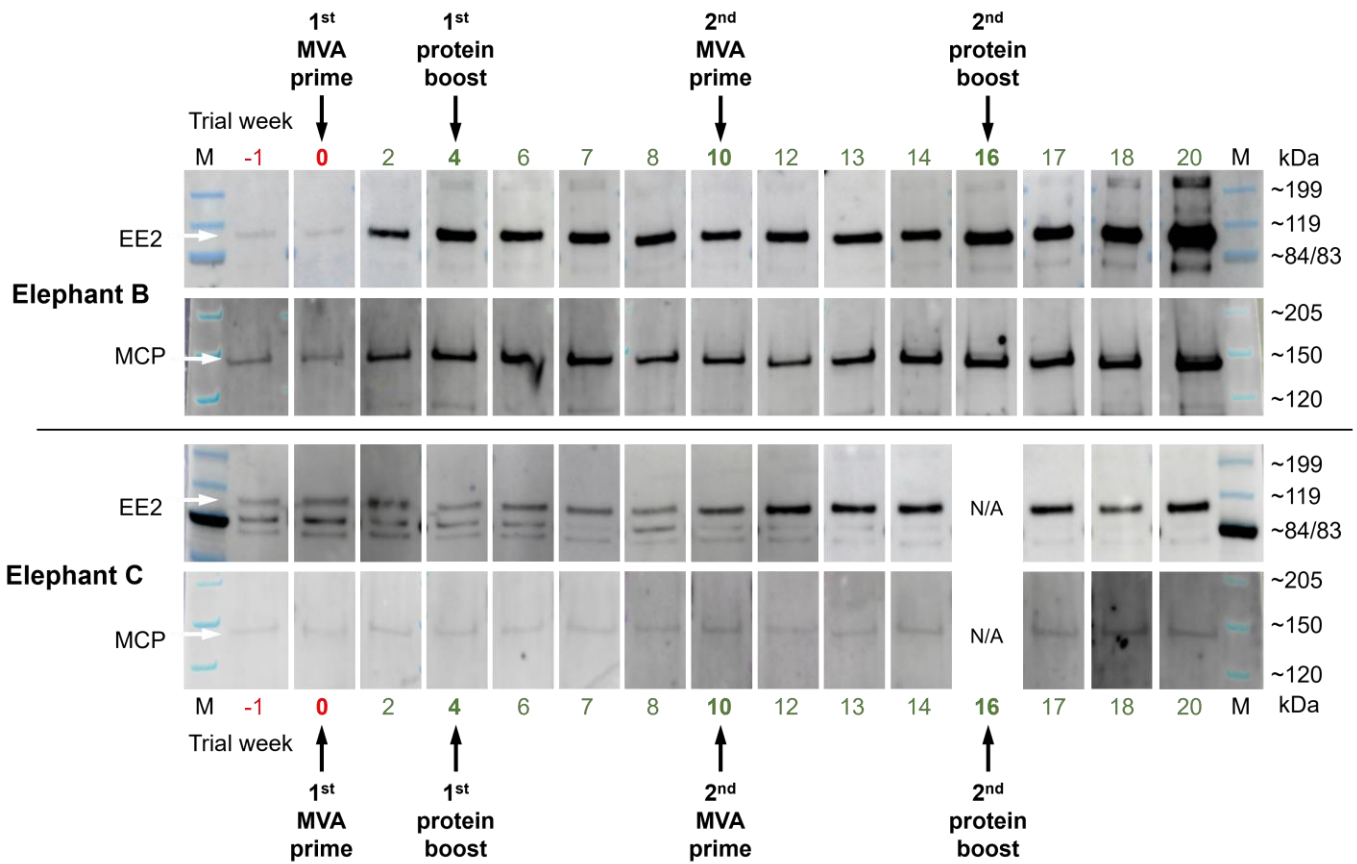 1st 1st 2nd 2nd
MVA protein MVA protein
prime boost prime boost
Trial week
M -1 0 2 4 6 7 8 10 12 13 14 16 17 18 20 M kDa
~199
EE2 ~119
~84/83
Elephant B
~205
MCP ~150
~120
~199
EE2 N/A ~119
~84/83
Elephant C
~205
MCP N/A ~150
~120
M -1 0 2 4 6 7 8 10 12 13 14 16 17 18 20 M kDa
Trial week
1st 1st 2nd 2nd
MVA protein MVA protein
prime boost prime boost